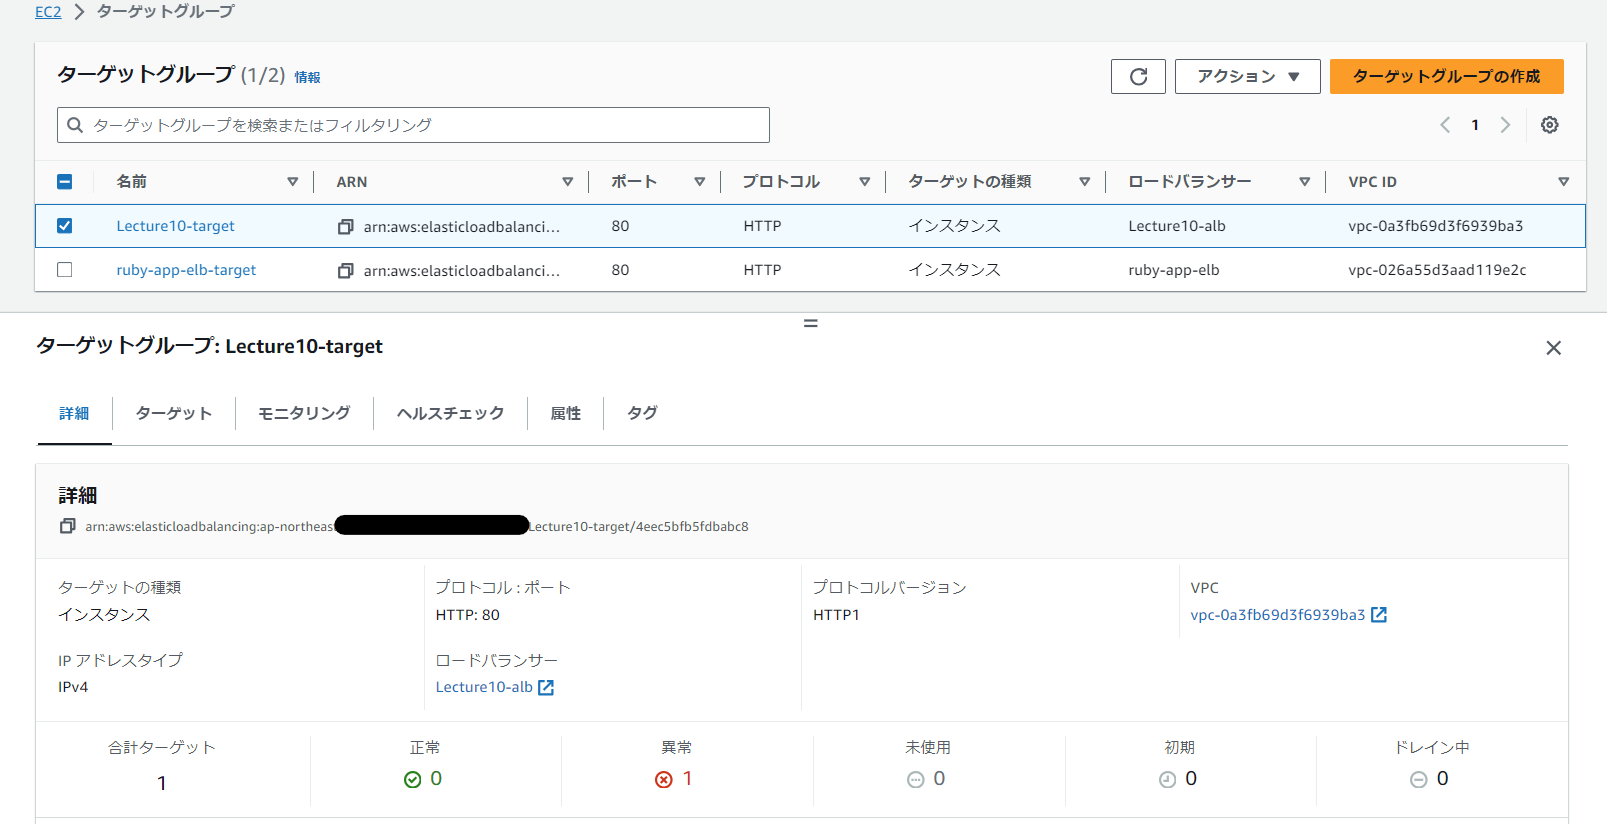 EC2 > ターゲットグループ
ターゲットグループ (1/2) 情報
アクション ▼
ターゲットグループの作成
ターゲットグループを検索またはフィルタリング
1
名前 ARN ポート プロトコル ターゲットの種類 ロードバランサー VPC ID
Lecture10-target arn:aws:elasticloadbalanci... 80 HTTP インスタンス Lecture10-alb vpc-0a3fb69d3f6939ba3
ruby-app-elb-target arn:aws:elasticloadbalanci... 80 HTTP インスタンス ruby-app-elb vpc-026a55d3aad119e2c
ターゲットグループ: Lecture10-target
詳細 ターゲット モニタリング ヘルスチェック 属性 タグ
詳細
arn:aws:elasticloadbalancing:ap-northeas Lecture10-target/4eec5bfb5fdbabc8
ターゲットの種類 プロトコル : ポート プロトコルバージョン VPC
インスタンス HTTP: 80 HTTP1 vpc-0a3fb69d3f6939ba3
IP アドレスタイプ ロードバランサー
IPv4 Lecture10-alb
合計ターゲット 正常 異常 未使用 初期 ドレイン中
1 0 1 0 0 0